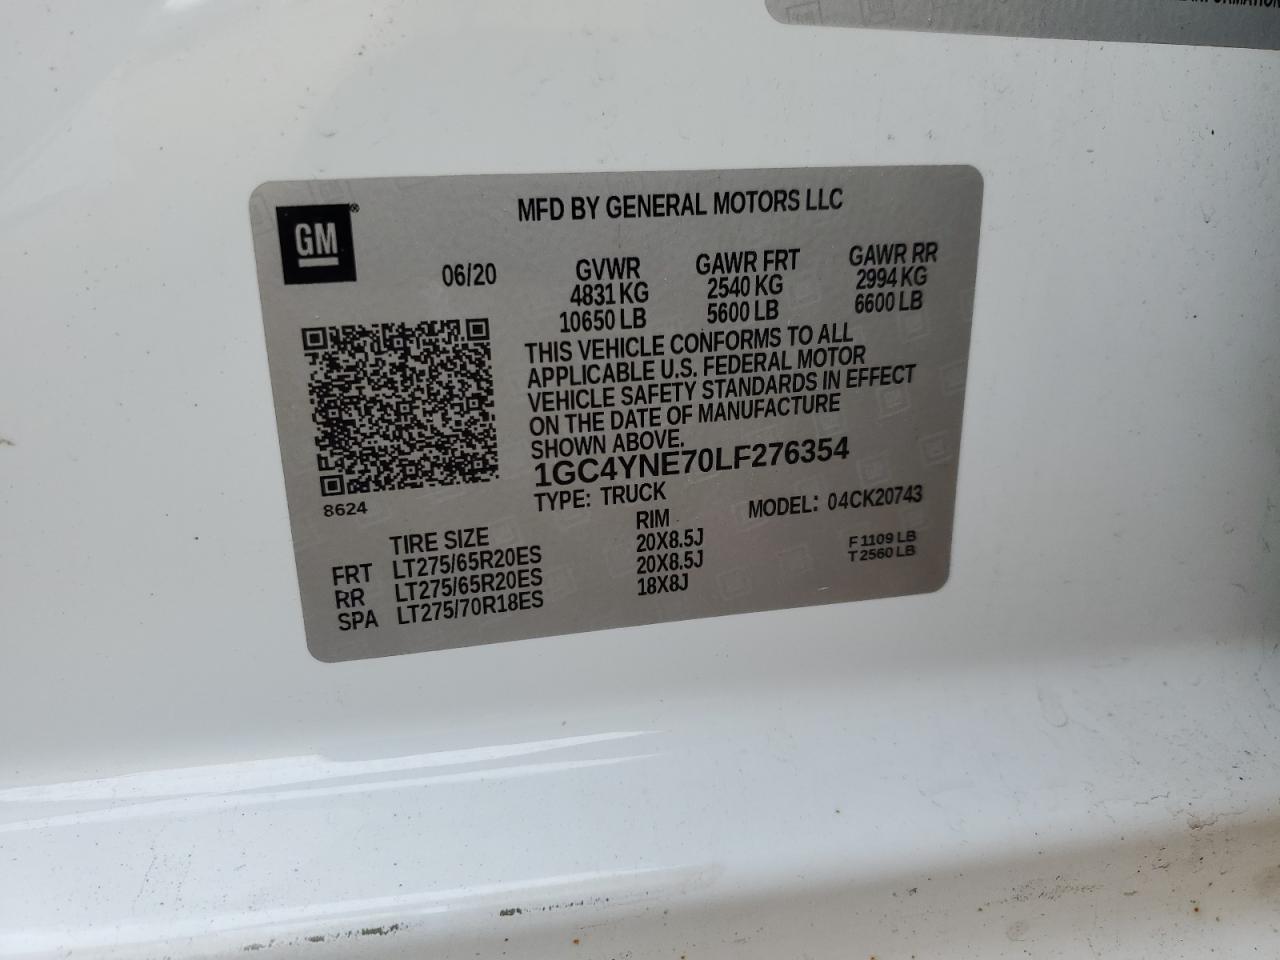 GM®
MFD BY GENERAL MOTORS LLC
06/20
GVWR GAWR FRT GAWR RR
4831 KG 2540 KG 2994 KG
10650 LB 5600 LB 6600 LB
THIS VEHICLE CONFORMS TO ALL
APPLICABLE U.S. FEDERAL MOTOR
VEHICLE SAFETY STANDARDS IN EFFECT
ON THE DATE OF MANUFACTURE
SHOWN ABOVE.
1GC4YNE70LF276354
TYPE: TRUCK MODEL: 04CK20743
8624
TIRE SIZE RIM
FRT LT275/65R20ES 20X8.5J F 1109 LB
RR LT275/65R20ES 20X8.5J T 2560 LB
SPA LT275/70R18ES 18X8J